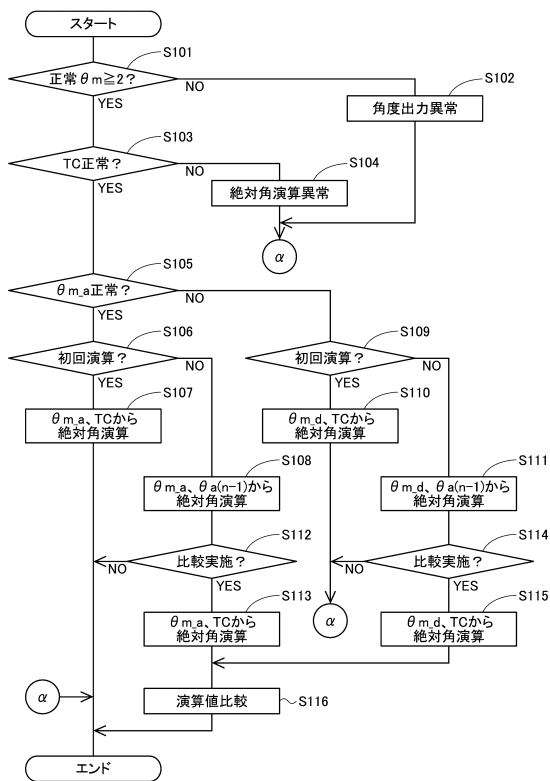 スタート
S101
正常θm≧2？
NO
YES
S102
角度出力異常
S103
TC正常？
NO
YES
S104
絶対角演算異常
α
S105
θm_a正常？
NO
YES
S106
初回演算？
NO
YES
S109
初回演算？
NO
YES
S107
θm_a、TCから
絶対角演算
S110
θm_d、TCから
絶対角演算
S108
θm_a、θa(n-1)から
絶対角演算
S111
θm_d、θa(n-1)から
絶対角演算
S112
比較実施？
NO
YES
S114
比較実施？
NO
YES
S113
θm_a、TCから
絶対角演算
α
S115
θm_d、TCから
絶対角演算
α
演算値比較
S116
エンド